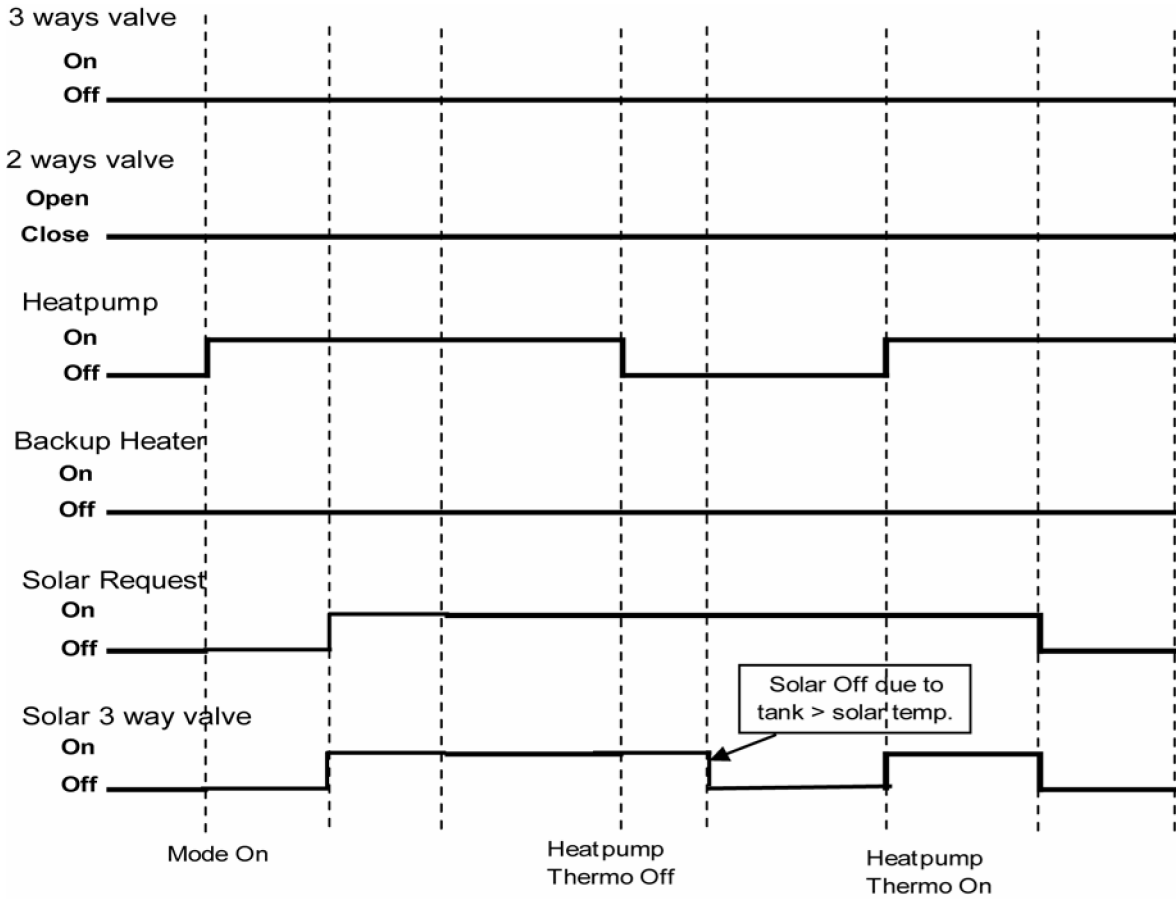 3 ways valve
On
Off
2 ways valve
Open
Close
Heatpump
On
Off
Backup Heater
On
Off
Solar Request
On
Off
Solar Off due to
tank > solar temp.
Solar 3 way valve
On
Off
Mode On
Heatpump
Thermo Off
Heatpump
Thermo On